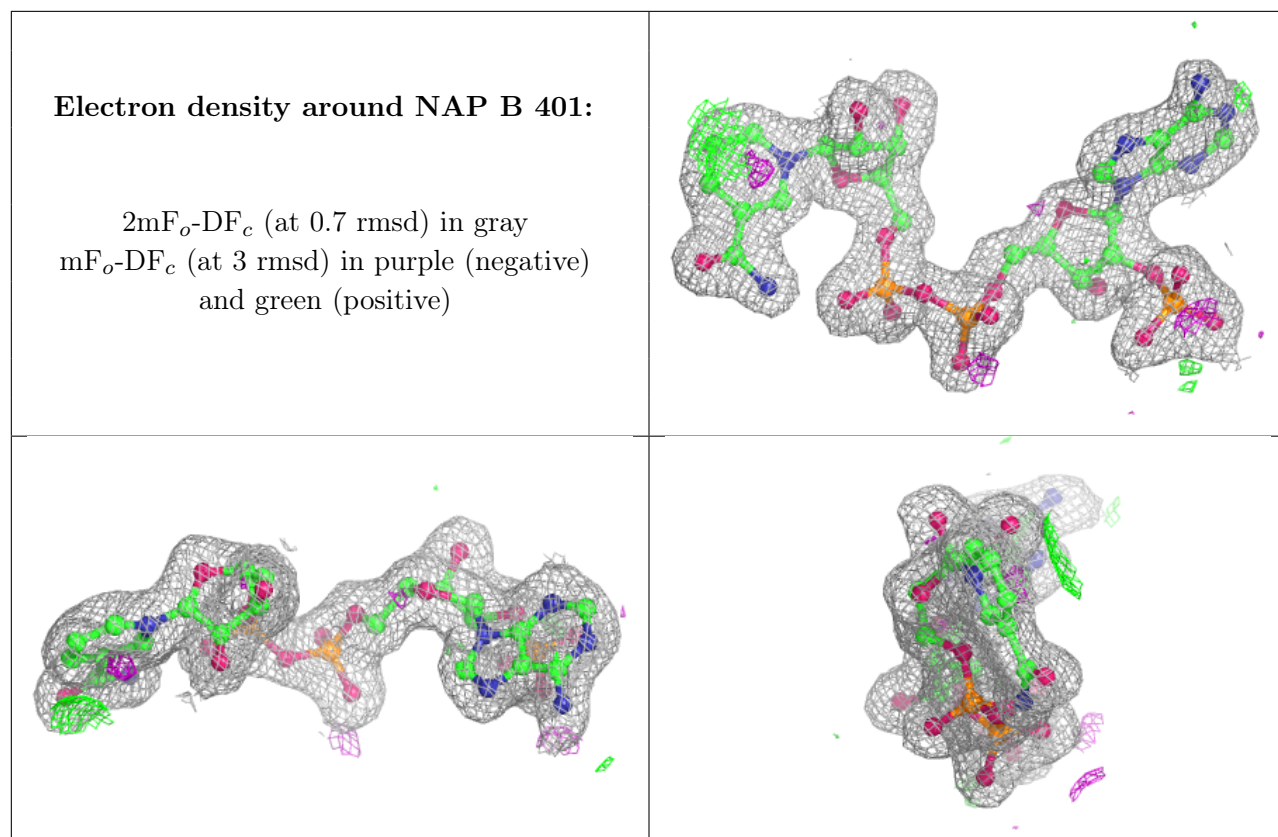 Electron density around NAP B 401:
2mFₒ-DF𝒸 (at 0.7 rmsd) in gray
mFₒ-DF𝒸 (at 3 rmsd) in purple (negative)
and green (positive)